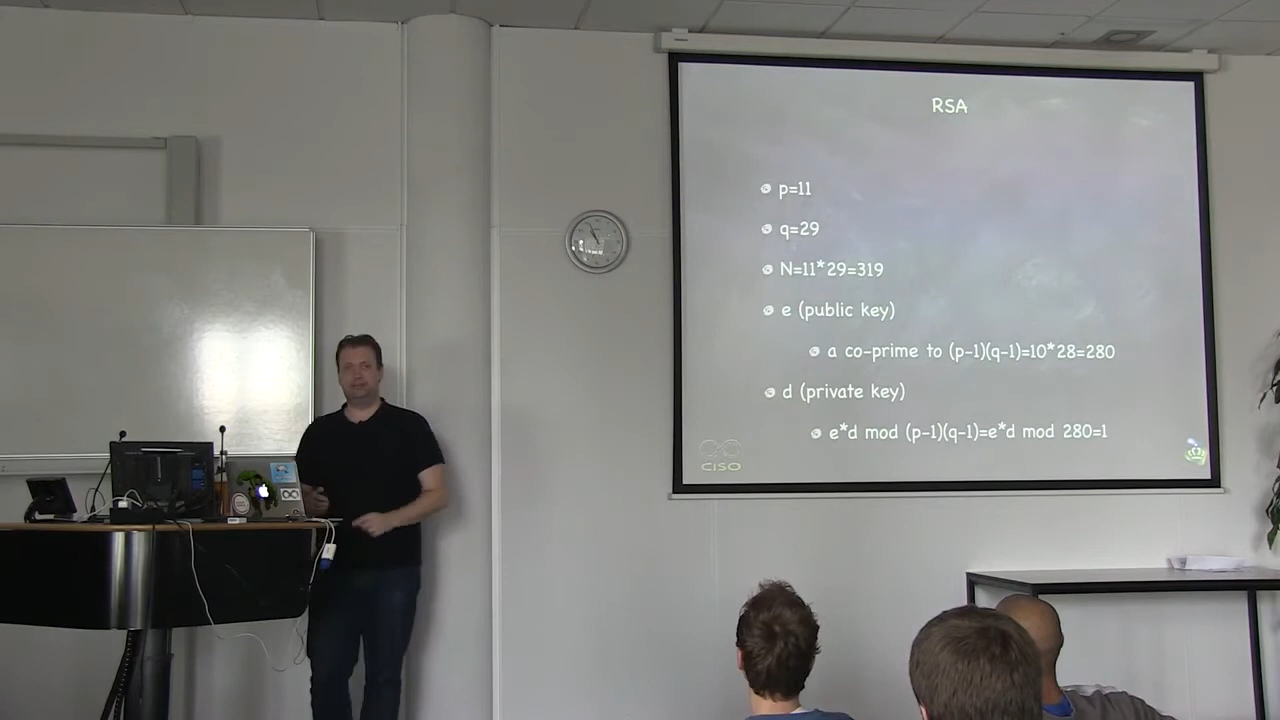 RSA
p=11
q=29
N=11*29=319
e (public key)
a co-prime to (p-1)(q-1)=10*28=280
d (private key)
e*d mod (p-1)(q-1)=e*d mod 280=1
CISO